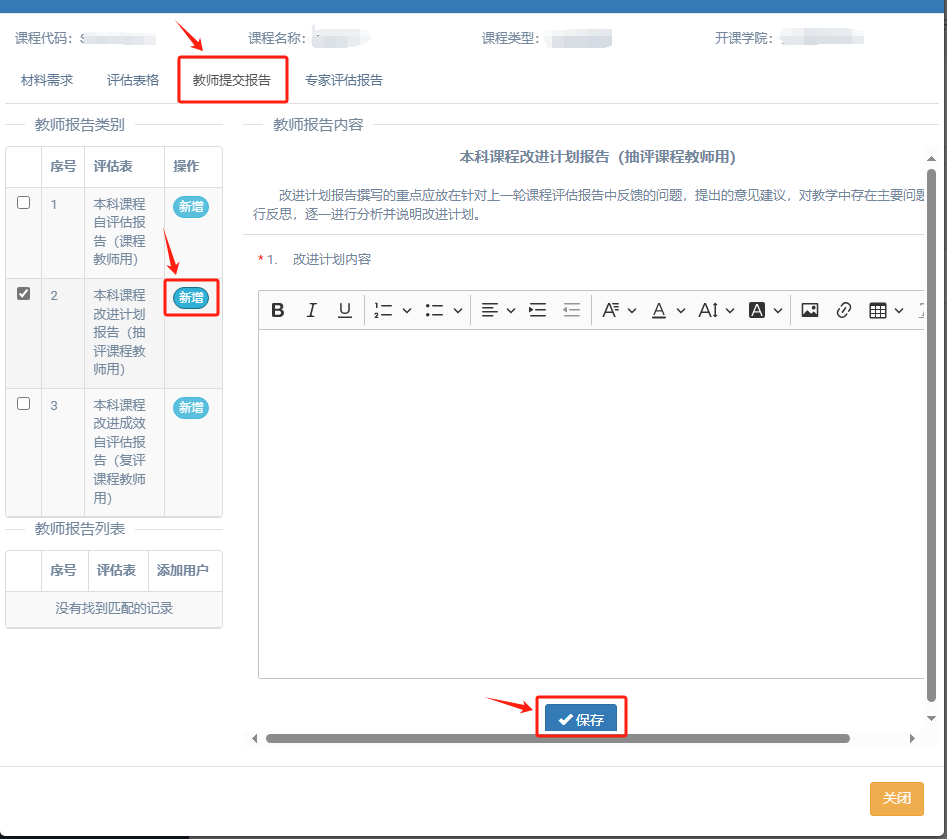 课程代码:
课程名称:
课程类型:
开课学院:
材料需求
评估表格
教师提交报告
专家评估报告
教师报告类别
序号 评估表 操作
1 本科课程 新增
自评估报
告（课程
教师用）
2 本科课程 新增
改进计划
报告（抽
评课程教
师用）
3 本科课程 新增
改进成效
自评估报
告（复评
课程教师
用）
教师报告列表
序号 评估表 添加用户
没有找到匹配的记录
教师报告内容
本科课程改进计划报告（抽评课程教师用）
改进计划报告撰写的重点应放在针对上一轮课程评估报告中反馈的问题，提出的意见建议，对教学中存在主要问题
行反思，逐一进行分析并说明改进计划。
* 1. 改进计划内容
保存
关闭